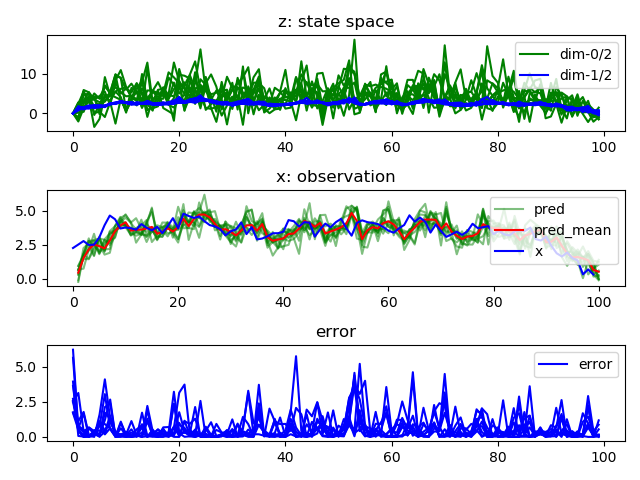 z: state space
10
0
dim-0/2
dim-1/2
0 20 40 60 80 100
x: observation
5.0
2.5
0.0
pred
pred_mean
x
0 20 40 60 80 100
error
5.0
2.5
0.0
error
0 20 40 60 80 100